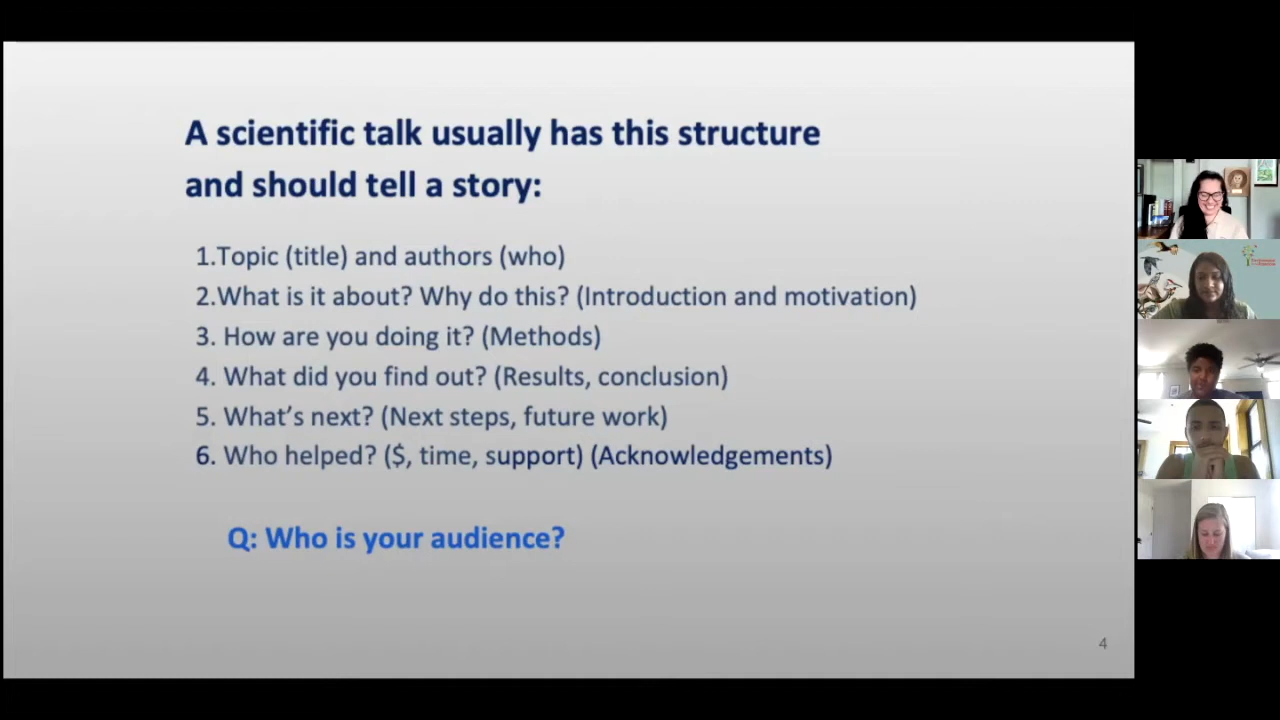 A scientific talk usually has this structure
and should tell a story:
1.Topic (title) and authors (who)
2.What is it about? Why do this? (Introduction and motivation)
3. How are you doing it? (Methods)
4. What did you find out? (Results, conclusion)
5. What’s next? (Next steps, future work)
6. Who helped? ($, time, support) (Acknowledgements)
Q: Who is your audience?
4